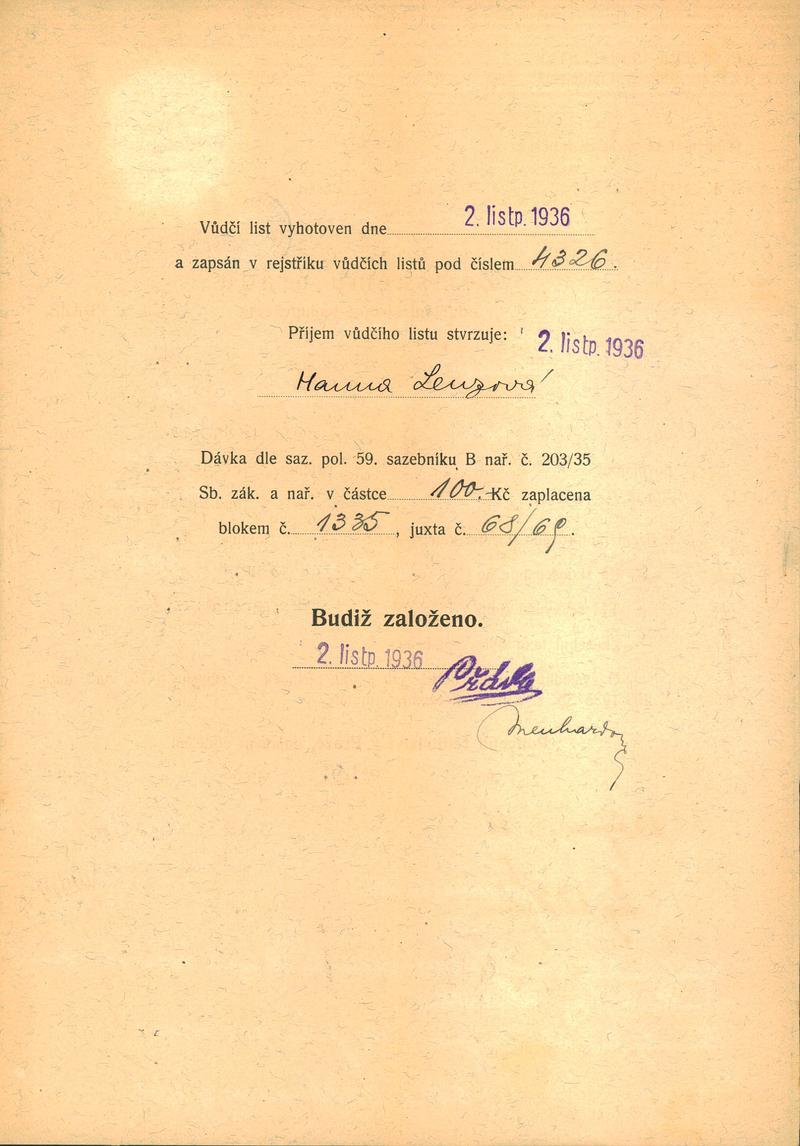 Vůdčí list vyhotoven dne 2. listp. 1936
a zapsán v rejstříku vůdčích listů pod číslem 4326.
Příjem vůdčího listu stvrzuje: 2. listp. 1936
Hanna Lenzová
Dávka dle saz. pol. 59. sazebníku B nař. č. 203/35
Sb. zák. a nař. v částce 100.-Kč zaplacena
blokem č. 1335, juxta č. 68/69.
Budiž založeno.
2. listp. 1936